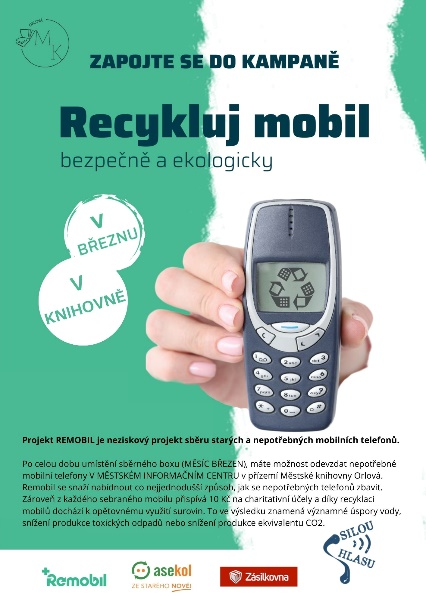 MK
ZAPOJTE SE DO KAMPANĚ
Recykluj mobil
bezpečně a ekologicky
V
BŘEZNU
V
KNIHOVNĚ
Projekt REMOBIL je neziskový projekt sběru starých a nepotřebných mobilních telefonů.
Po celou dobu umístění sběrného boxu (MĚSÍC BŘEZEN), máte možnost odevzdat nepotřebné
mobilní telefony V MĚSTSKÉM INFORMAČNÍM CENTRU v přízemí Městské knihovny Orlová.
Remobil se snaží nabídnout co nejjednodušší způsob, jak se nepotřebných telefonů zbavit.
Zároveň z každého sebraného mobilu přispívá 10 Kč na charitativní účely a díky recyklaci
mobilů dochází k opětovnému využití surovin. To ve výsledku znamená významné úspory vody,
snížení produkce toxických odpadů nebo snížení produkce ekvivalentu CO2.
SILOU
HLASU
Remobil
asekol
ZE STARÉHO NOVÉ!
Zásilkovna